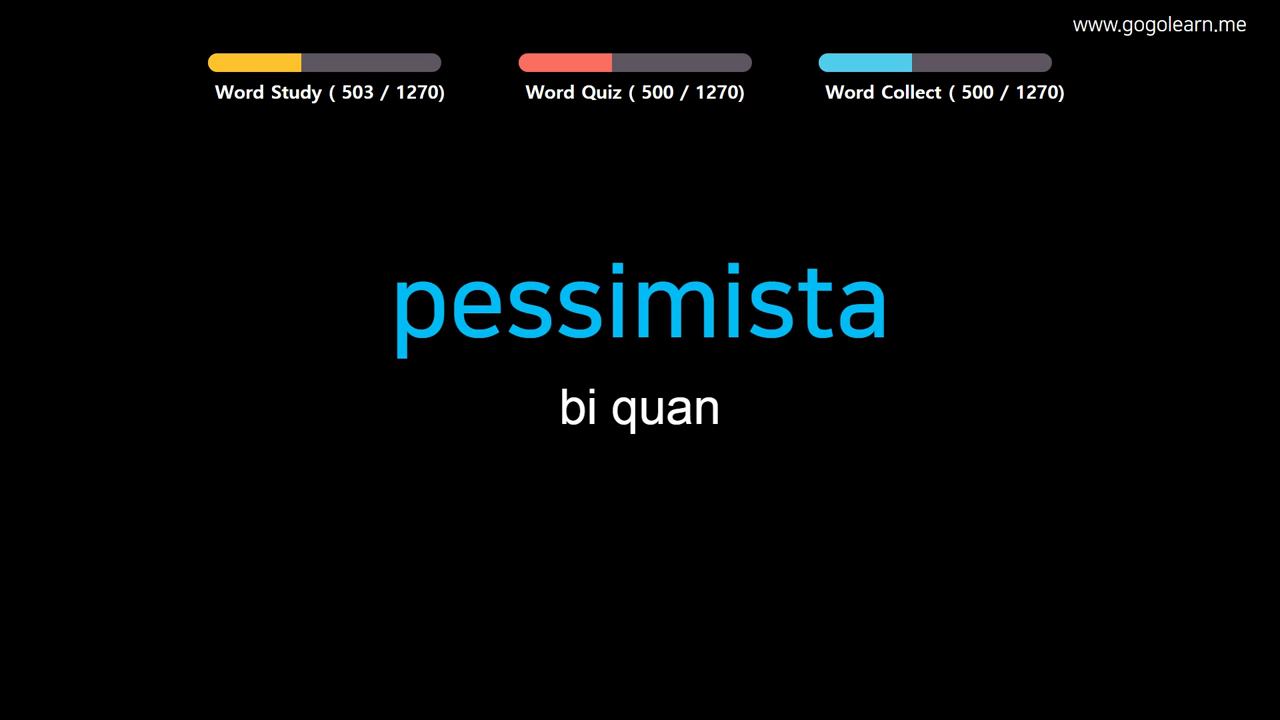 www.gogolearn.me
Word Study ( 503 / 1270)
Word Quiz ( 500 / 1270)
Word Collect ( 500 / 1270)
pessimista
bi quan